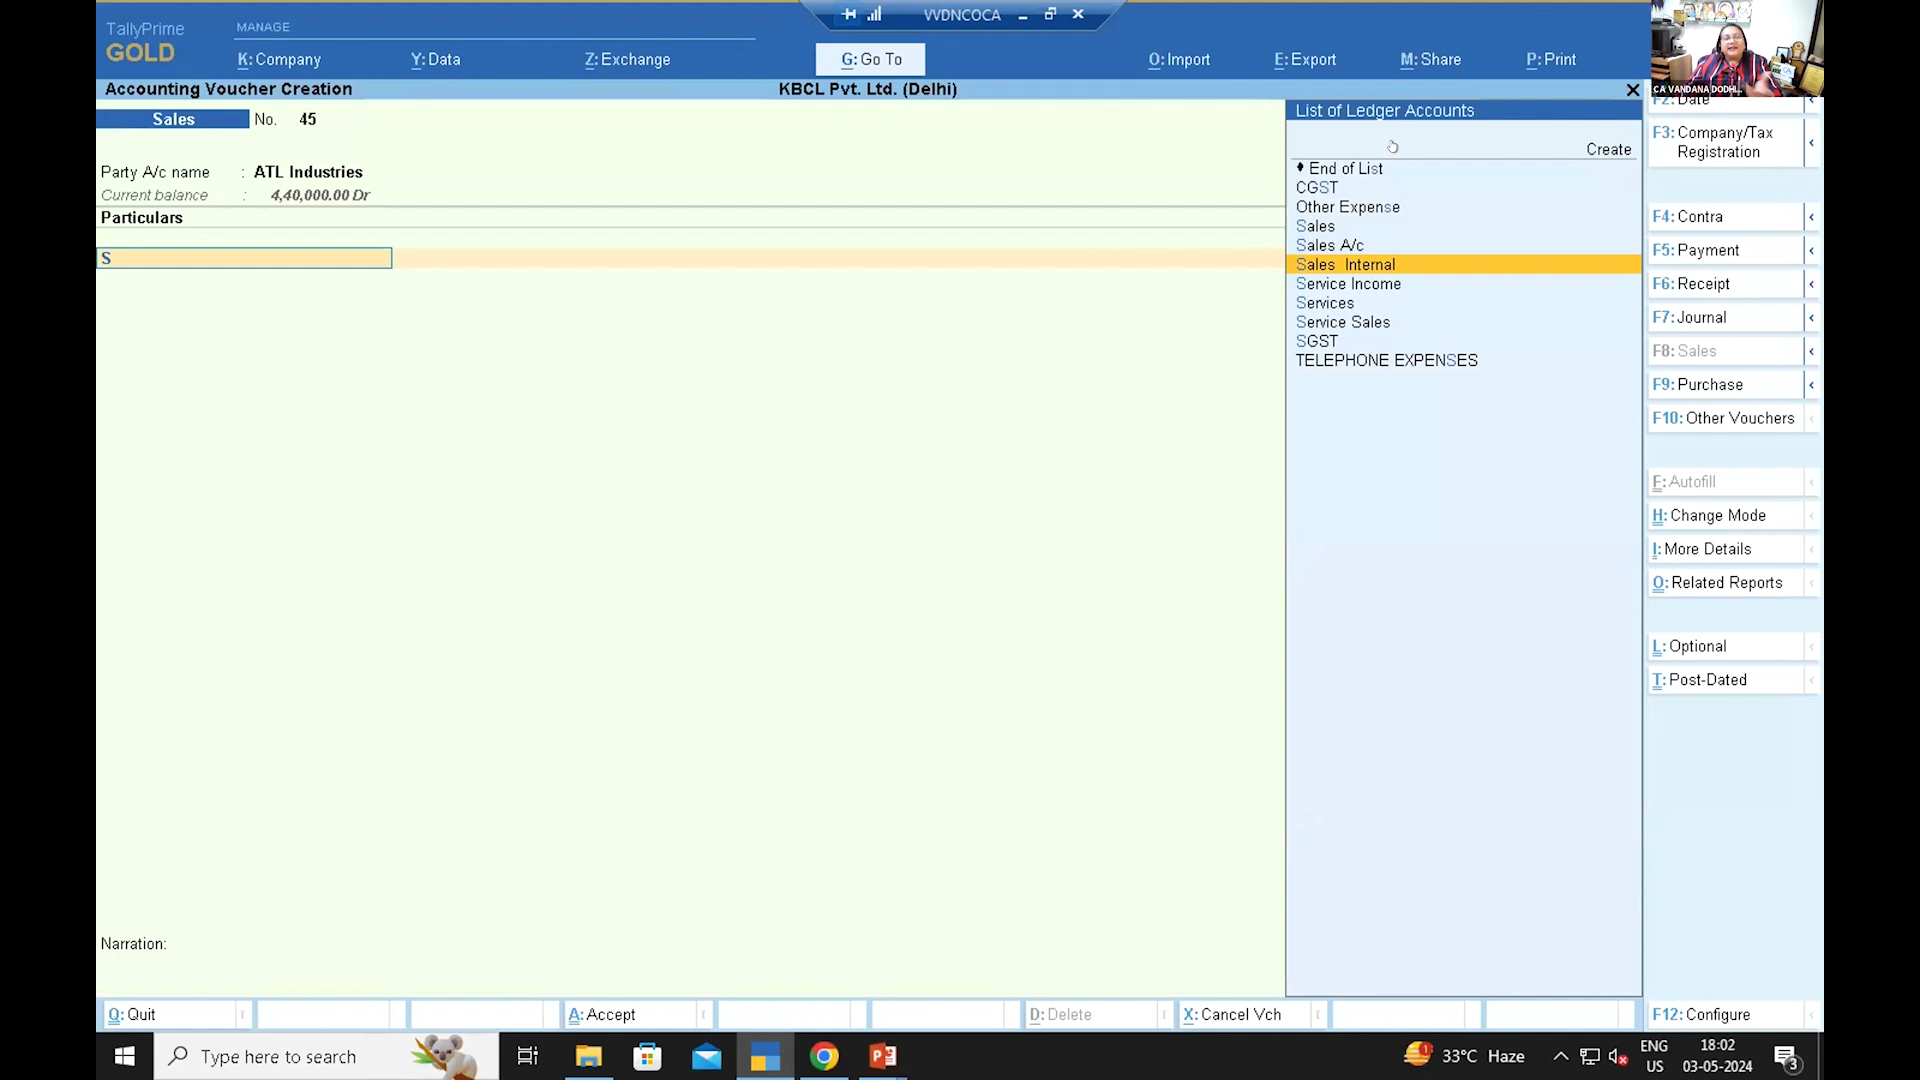 TallyPrime
GOLD
MANAGE
K: Company
Y: Data
Z: Exchange
G: Go To
O: Import
E: Export
M: Share
P: Print
VVDNCOCA
CA VANDANA DODHI...
Accounting Voucher Creation
KBCL Pvt. Ltd. (Delhi)
Sales No. 45
Party A/c name : ATL Industries
Current balance : 4,40,000.00 Dr
Particulars
S
Narration:
List of Ledger Accounts
Create
♦ End of List
CGST
Other Expense
Sales
Sales A/c
Sales Internal
Service Income
Services
Service Sales
SGST
TELEPHONE EXPENSES
F2: Date
F3: Company/Tax
Registration
F4: Contra
F5: Payment
F6: Receipt
F7: Journal
F8: Sales
F9: Purchase
F10: Other Vouchers
F: Autofill
H: Change Mode
I: More Details
O: Related Reports
L: Optional
T: Post-Dated
F12: Configure
Q: Quit
A: Accept
D: Delete
X: Cancel Vch
Type here to search
33°C Haze
ENG
US
18:02
03-05-2024
3